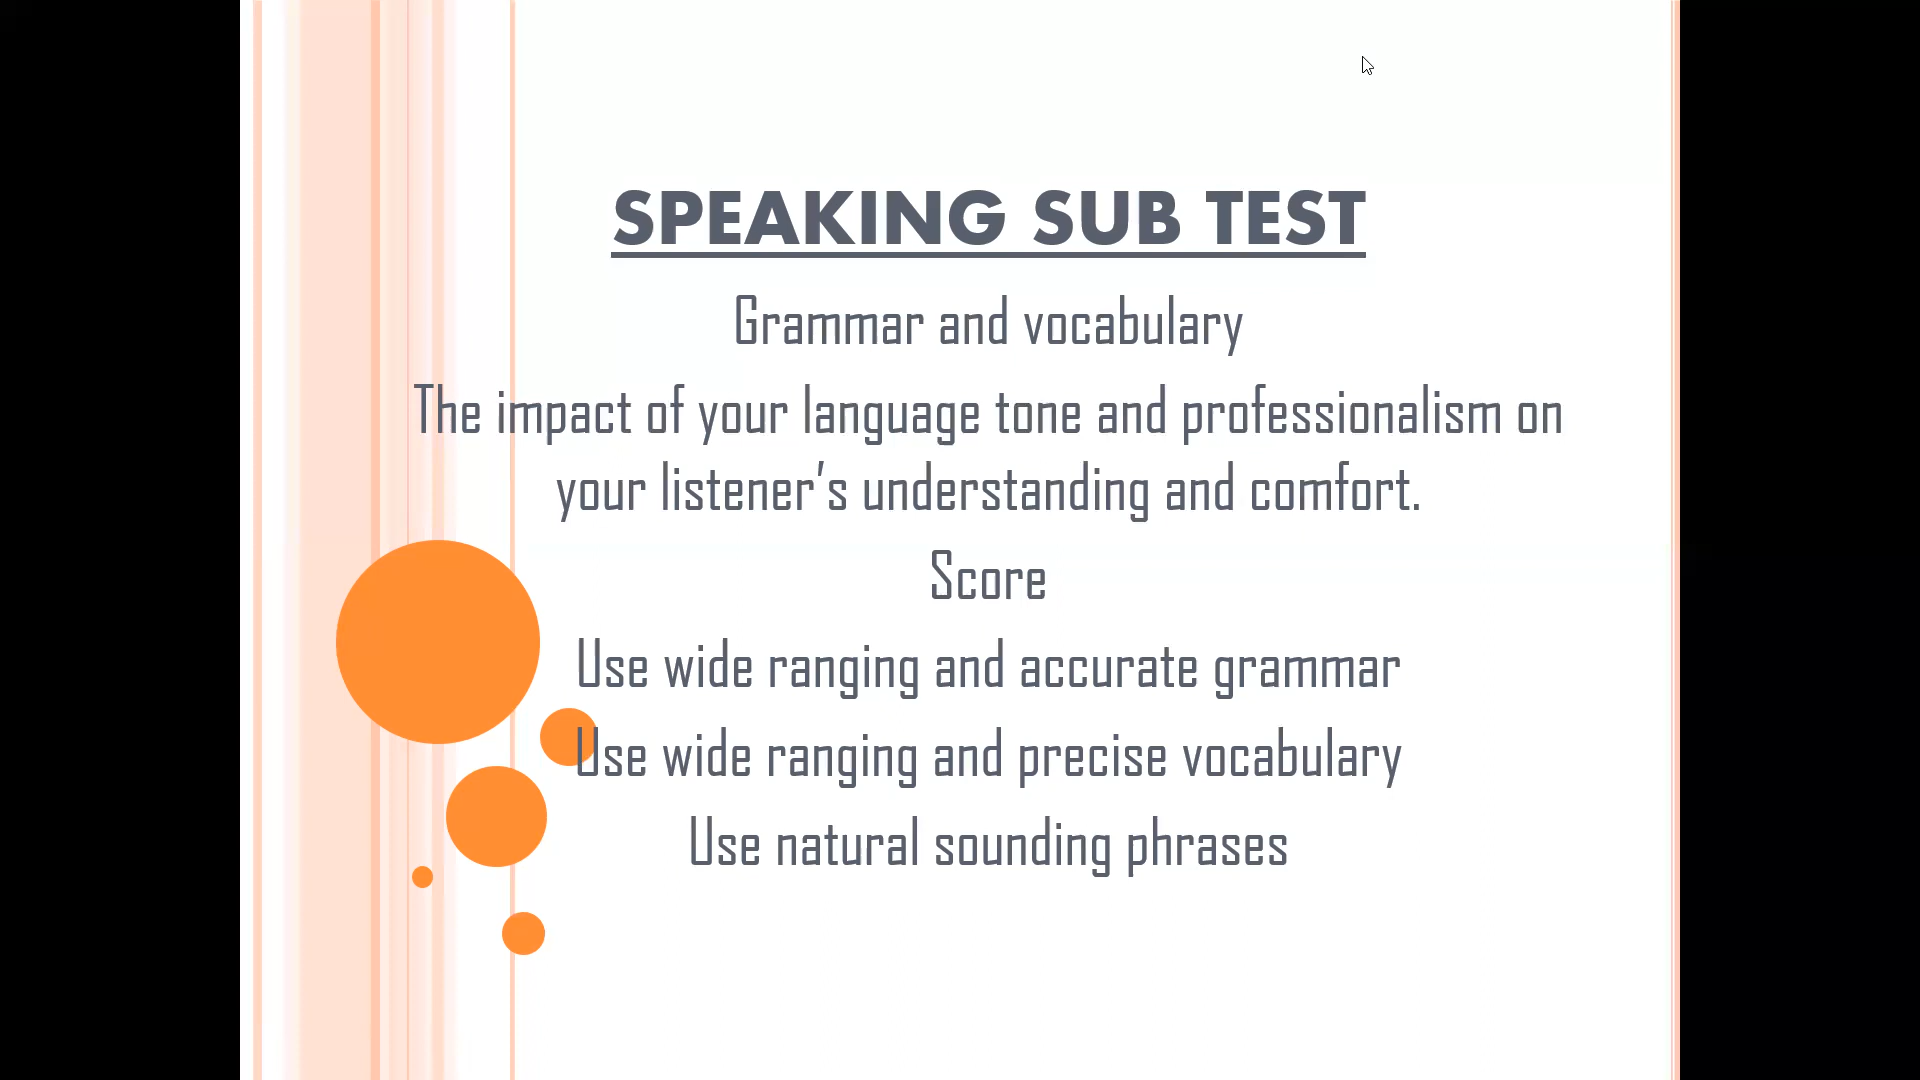 SPEAKING SUB TEST
Grammar and vocabulary
The impact of your language tone and professionalism on
your listener’s understanding and comfort.
Score
Use wide ranging and accurate grammar
Use wide ranging and precise vocabulary
Use natural sounding phrases